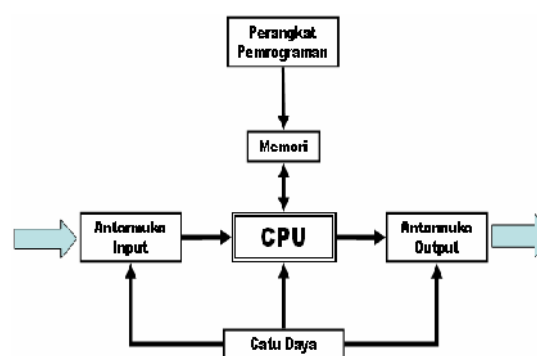 Perangkat
Pemrograman
Memori
Antarmuka
Input
CPU
Antarmuka
Output
Catu Daya